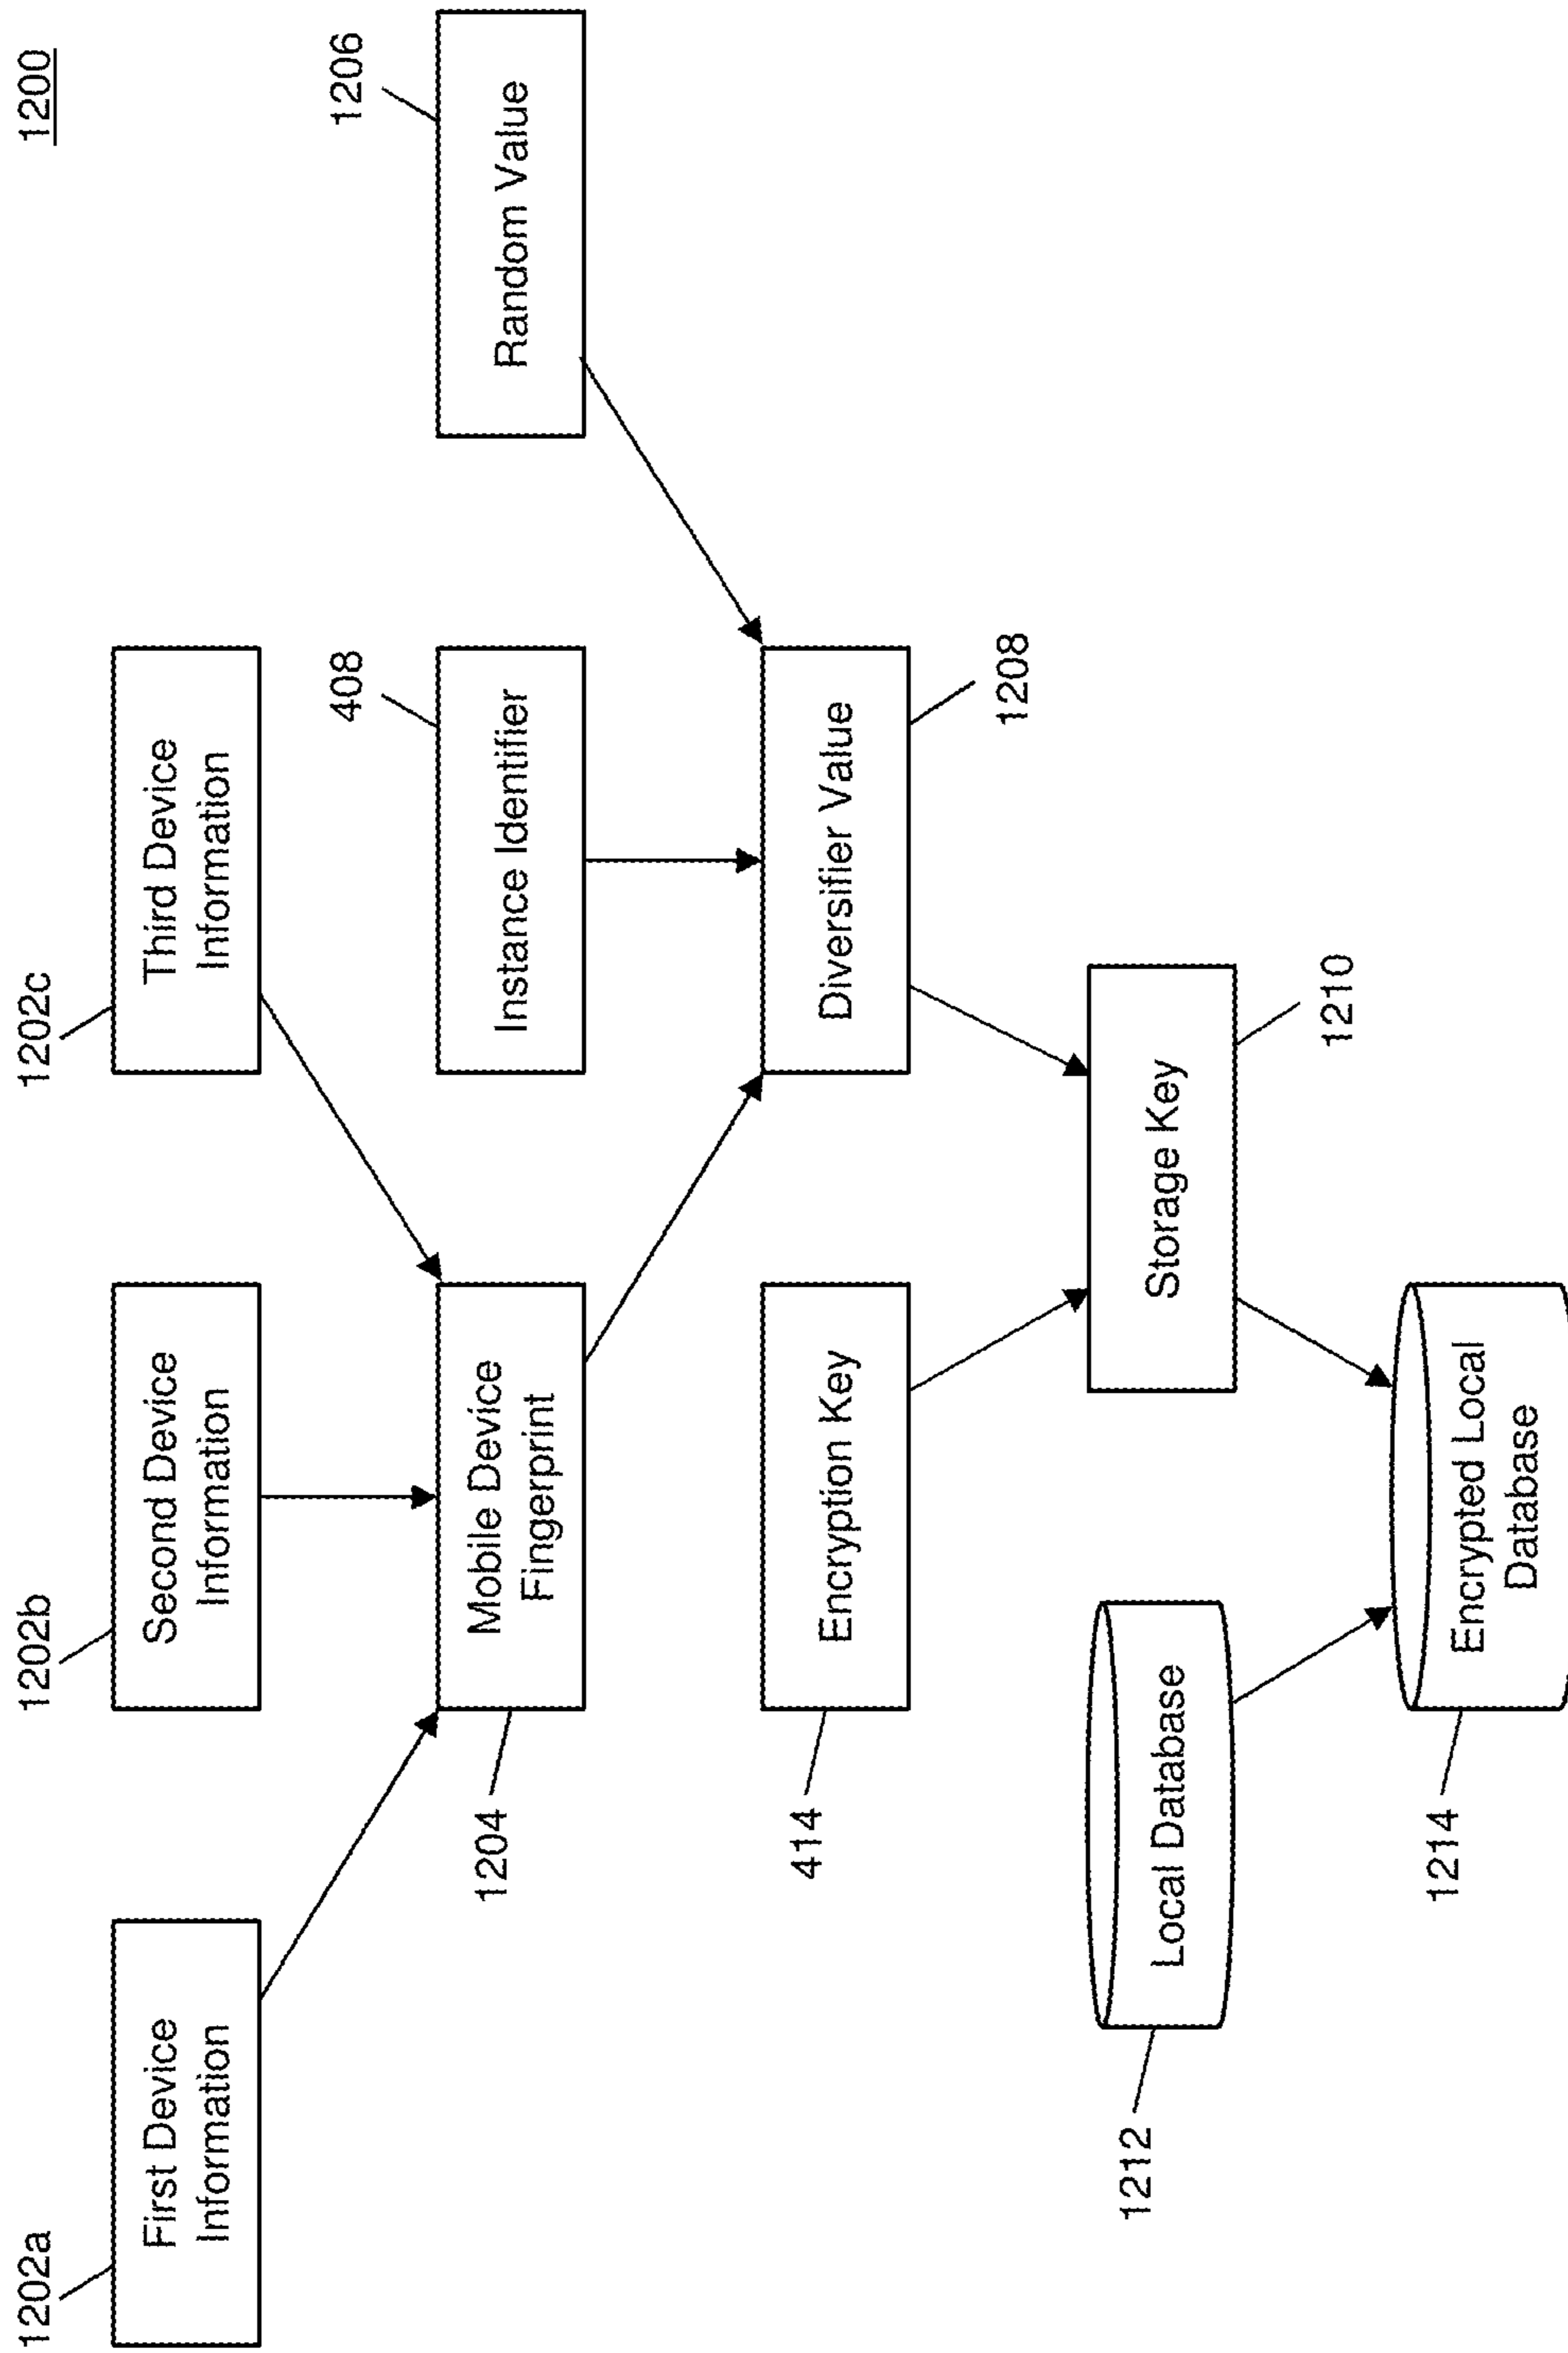 1200
1202a
1202b
1202c
First Device
Information
Second Device
Information
Third Device
Information
1206
408
Mobile Device
Fingerprint
Instance Identifier
Random Value
1204
414
Encryption Key
Diversifier Value
1208
1212
Local Database
Storage Key
1210
1214
Encrypted Local
Database